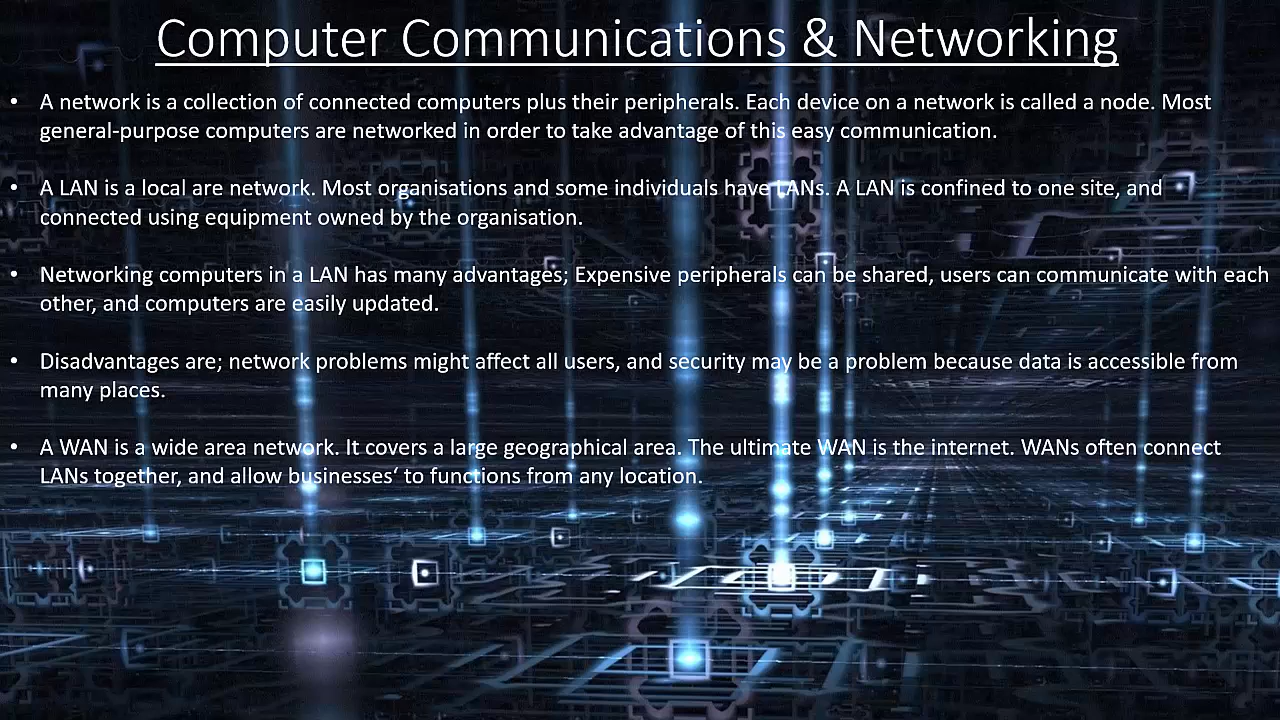 Computer Communications & Networking
• A network is a collection of connected computers plus their peripherals. Each device on a network is called a node. Most
general-purpose computers are networked in order to take advantage of this easy communication.
• A LAN is a local are network. Most organisations and some individuals have LANs. A LAN is confined to one site, and
connected using equipment owned by the organisation.
• Networking computers in a LAN has many advantages; Expensive peripherals can be shared, users can communicate with each
other, and computers are easily updated.
• Disadvantages are; network problems might affect all users, and security may be a problem because data is accessible from
many places.
• A WAN is a wide area network. It covers a large geographical area. The ultimate WAN is the internet. WANs often connect
LANs together, and allow businesses‘ to functions from any location.